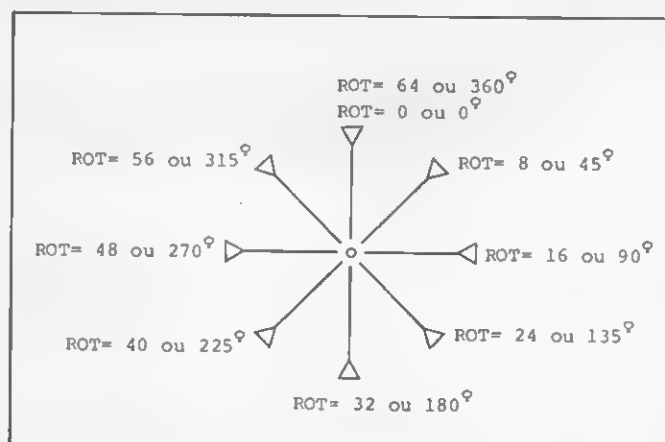 ROT= 64 ou 360º
ROT= 0 ou 0º
ROT= 56 ou 315º
ROT= 8 ou 45º
ROT= 48 ou 270º
ROT= 16 ou 90º
ROT= 40 ou 225º
ROT= 24 ou 135º
ROT= 32 ou 180º